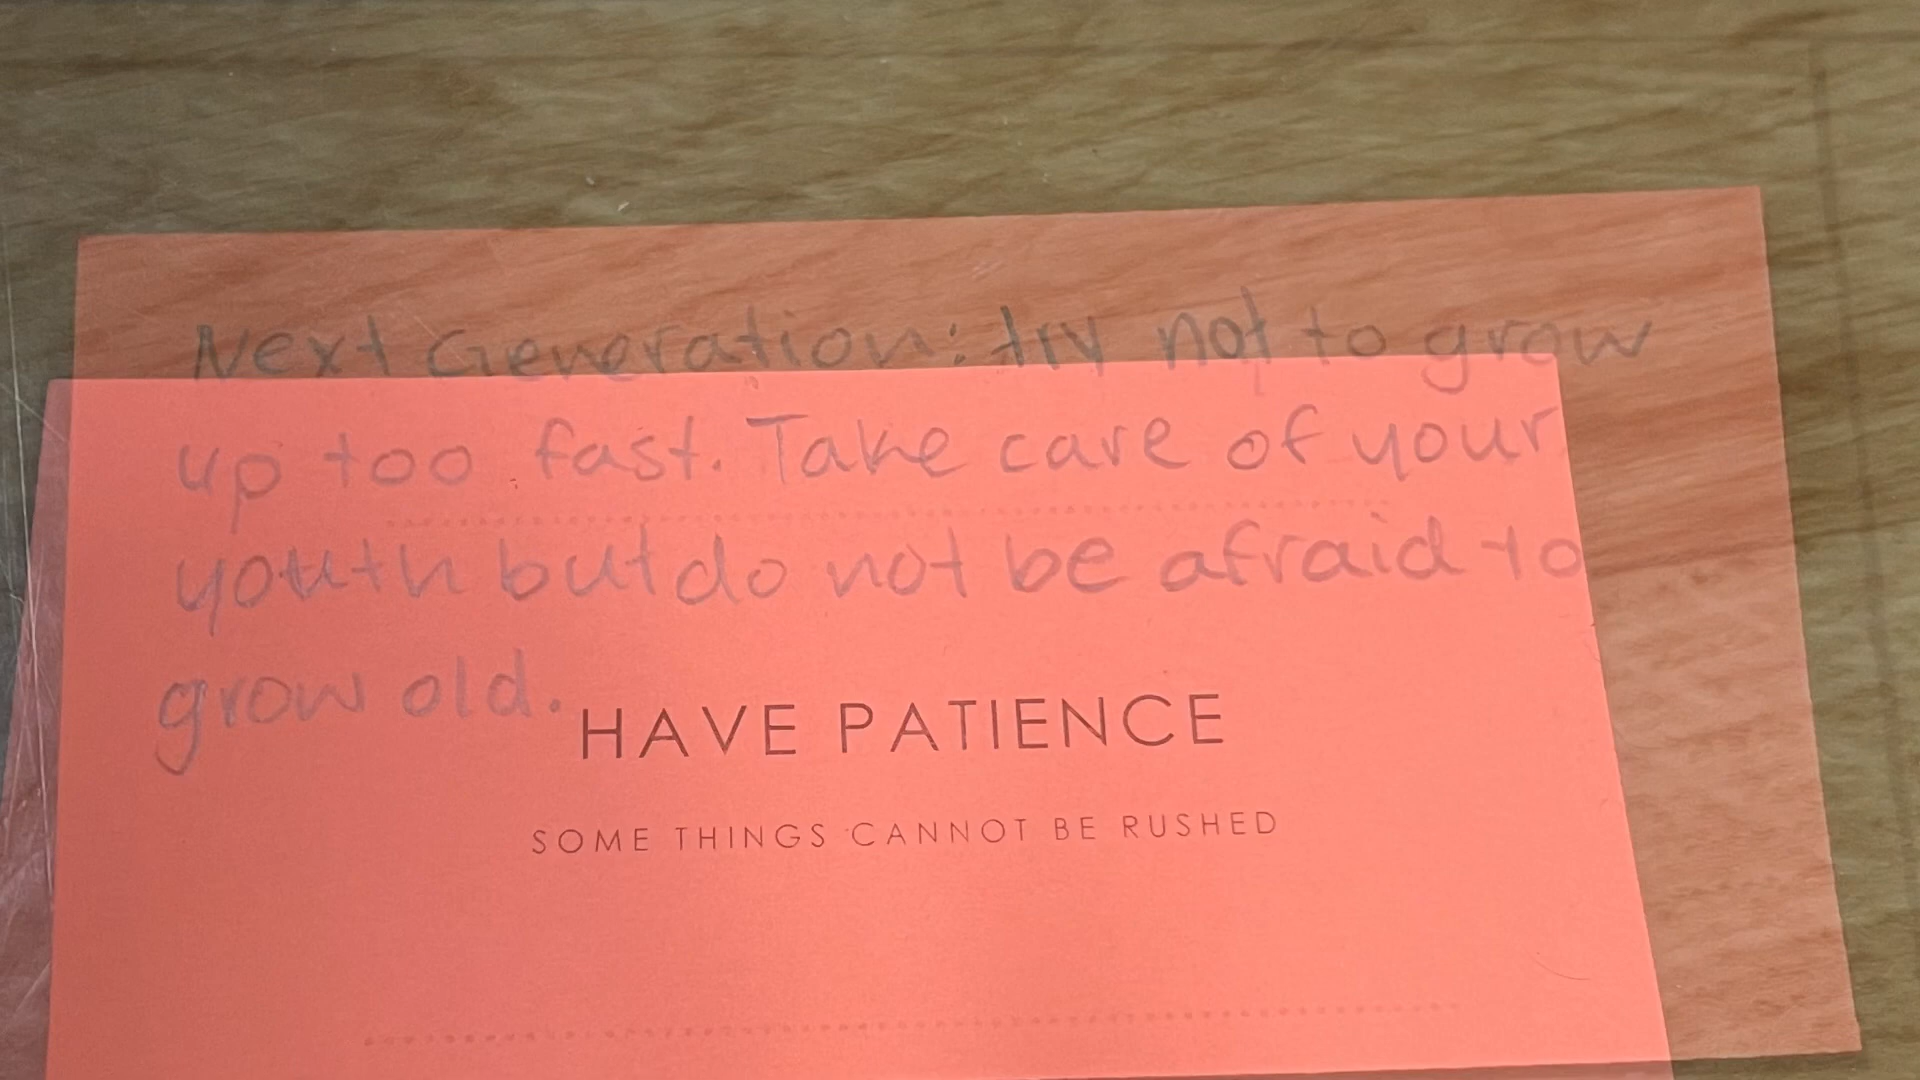 Next Generation: try not to grow
up too fast. Take care of your
youth but do not be afraid to
grow old.
HAVE PATIENCE
SOME THINGS CANNOT BE RUSHED